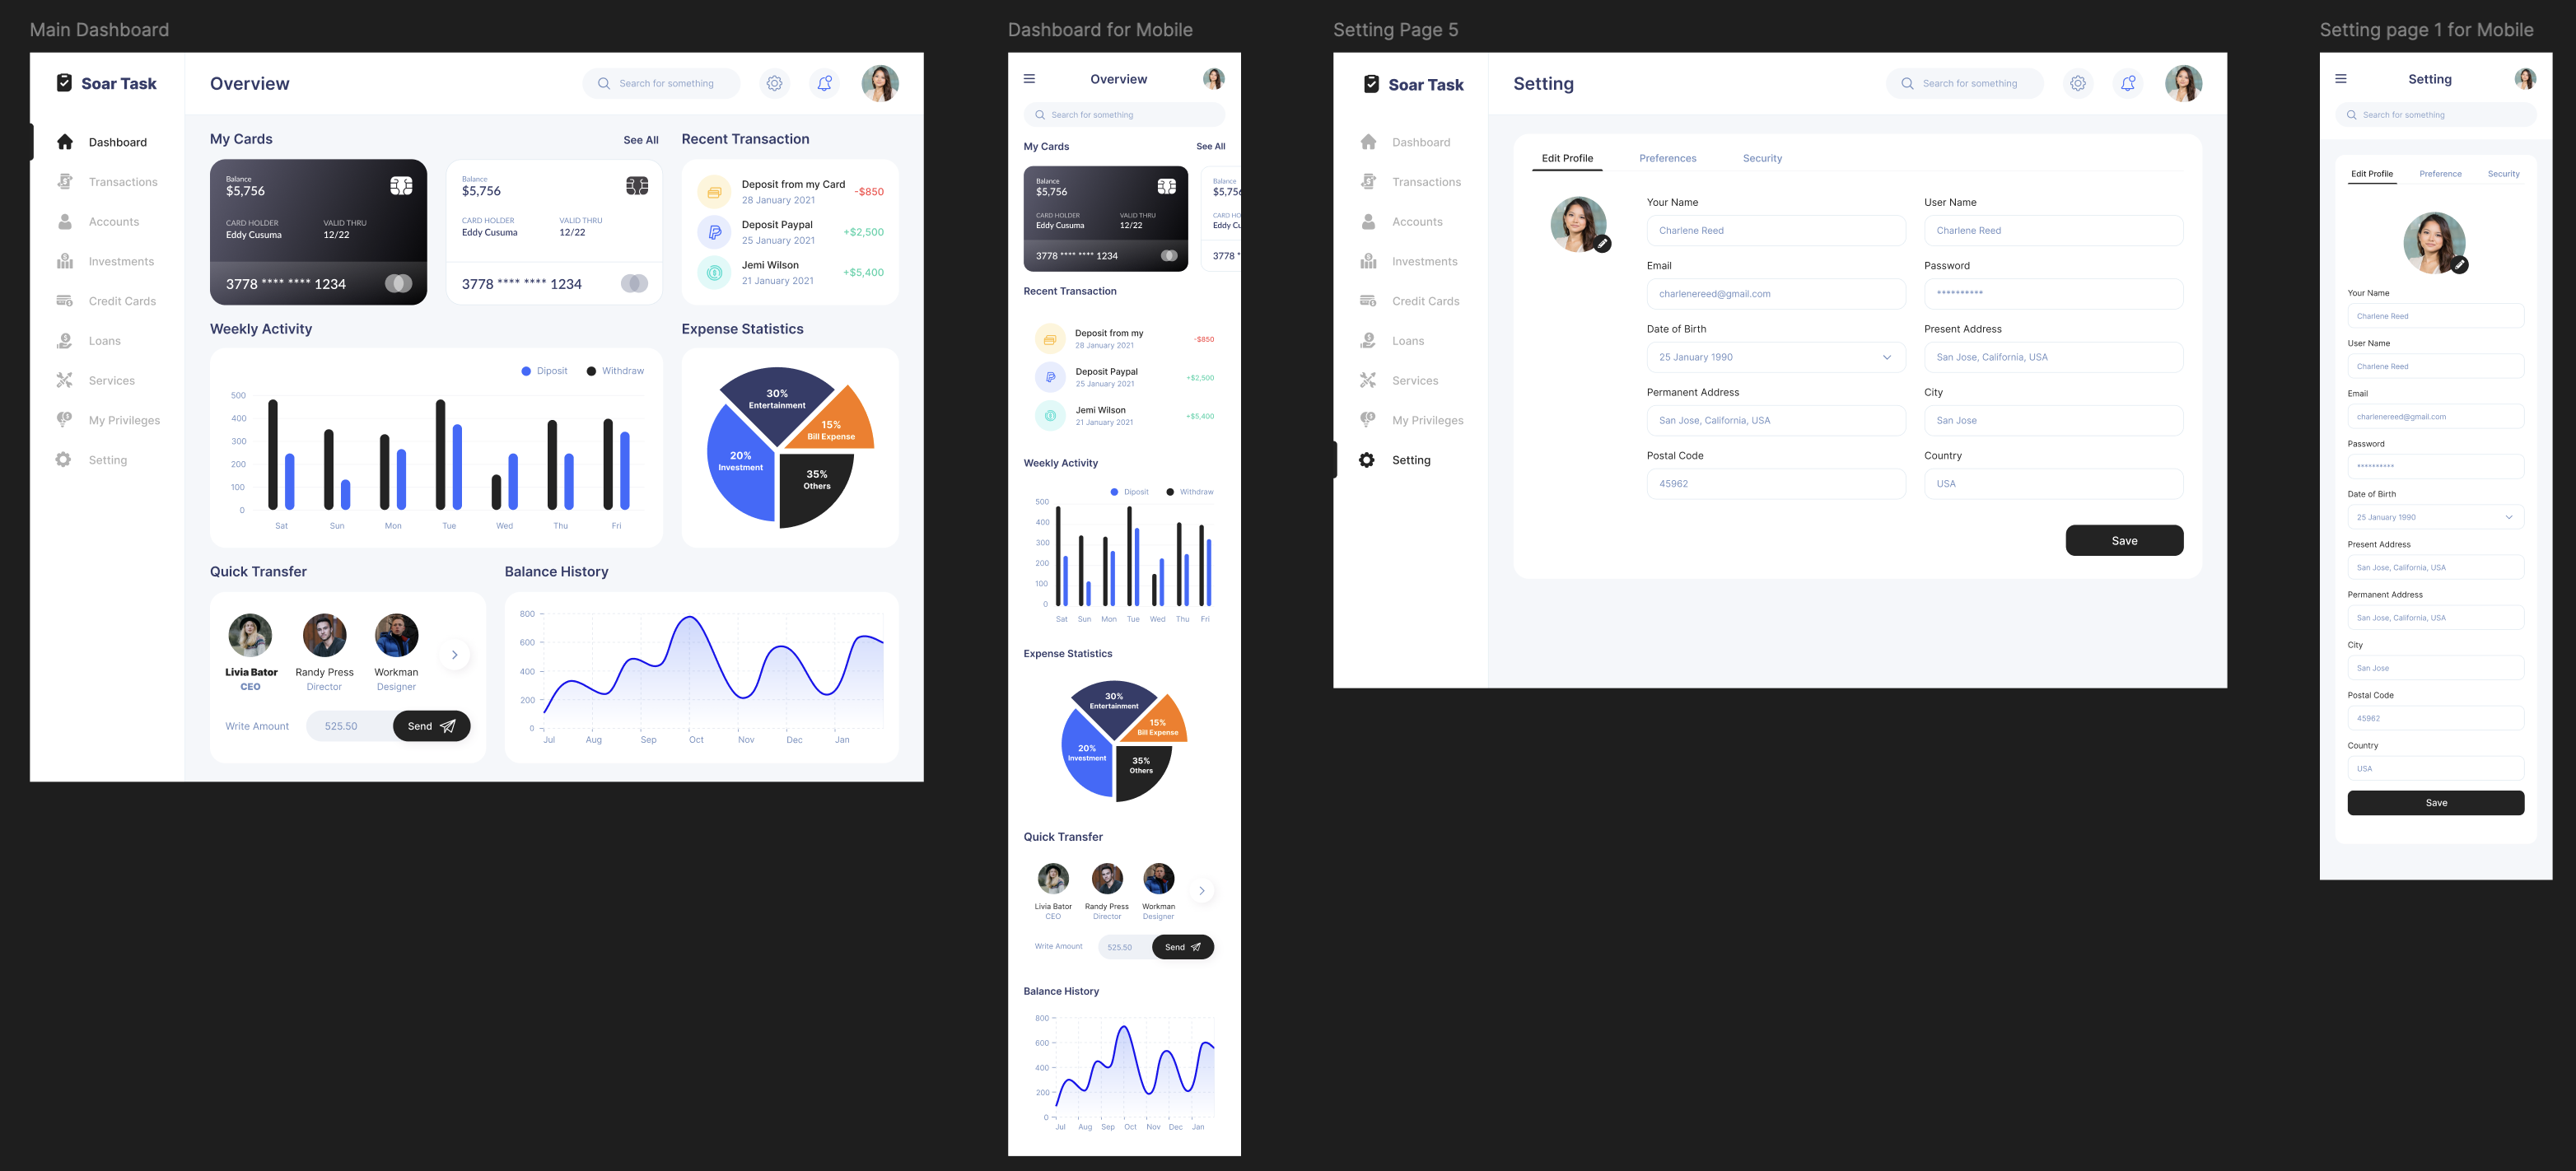 Main Dashboard
Soar Task
Overview
Search for something
Dashboard
Transactions
Accounts
Investments
Credit Cards
Loans
Services
My Privileges
Setting
My Cards
See All
Balance
$5,756
CARD HOLDER
Eddy Cusuma
VALID THRU
12/22
3778 **** **** 1234
Balance
$5,756
CARD HOLDER
Eddy Cusuma
VALID THRU
12/22
3778 **** **** 1234
Recent Transaction
Deposit from my Card
28 January 2021
-$850
Deposit Paypal
25 January 2021
+$2,500
Jemi Wilson
21 January 2021
+$5,400
Weekly Activity
Diposit
Withdraw
500
400
300
200
100
0
Sat Sun Mon Tue Wed Thu Fri
Expense Statistics
30%
Entertainment
15%
Bill Expense
20%
Investment
35%
Others
Quick Transfer
Livia Bator
CEO
Randy Press
Director
Workman
Designer
Write Amount
525.50
Send
Balance History
800
600
400
200
0
Jul Aug Sep Oct Nov Dec Jan
Dashboard for Mobile
Overview
Search for something
My Cards
See All
Balance
$5,756
CARD HOLDER
Eddy Cusuma
VALID THRU
12/22
3778 **** **** 1234
Balance
$5,756
CARD HO
Eddy Cu
3778 *
Recent Transaction
Deposit from my
28 January 2021
-$850
Deposit Paypal
25 January 2021
+$2,500
Jemi Wilson
21 January 2021
+$5,400
Weekly Activity
Diposit
Withdraw
500
400
300
200
100
0
Sat Sun Mon Tue Wed Thu Fri
Expense Statistics
30%
Entertainment
15%
Bill Expense
20%
Investment
35%
Others
Quick Transfer
Livia Bator
CEO
Randy Press
Director
Workman
Designer
Write Amount
525.50
Send
Balance History
800
600
400
200
0
Jul Aug Sep Oct Nov Dec Jan
Setting Page 5
Soar Task
Setting
Search for something
Dashboard
Transactions
Accounts
Investments
Credit Cards
Loans
Services
My Privileges
Setting
Edit Profile
Preferences
Security
Your Name
Charlene Reed
User Name
Charlene Reed
Email
charlenereed@gmail.com
Password
**********
Date of Birth
25 January 1990
Present Address
San Jose, California, USA
Permanent Address
San Jose, California, USA
City
San Jose
Postal Code
45962
Country
USA
Save
Setting page 1 for Mobile
Setting
Search for something
Edit Profile
Preference
Security
Your Name
Charlene Reed
User Name
Charlene Reed
Email
charlenereed@gmail.com
Password
**********
Date of Birth
25 January 1990
Present Address
San Jose, California, USA
Permanent Address
San Jose, California, USA
City
San Jose
Postal Code
45962
Country
USA
Save